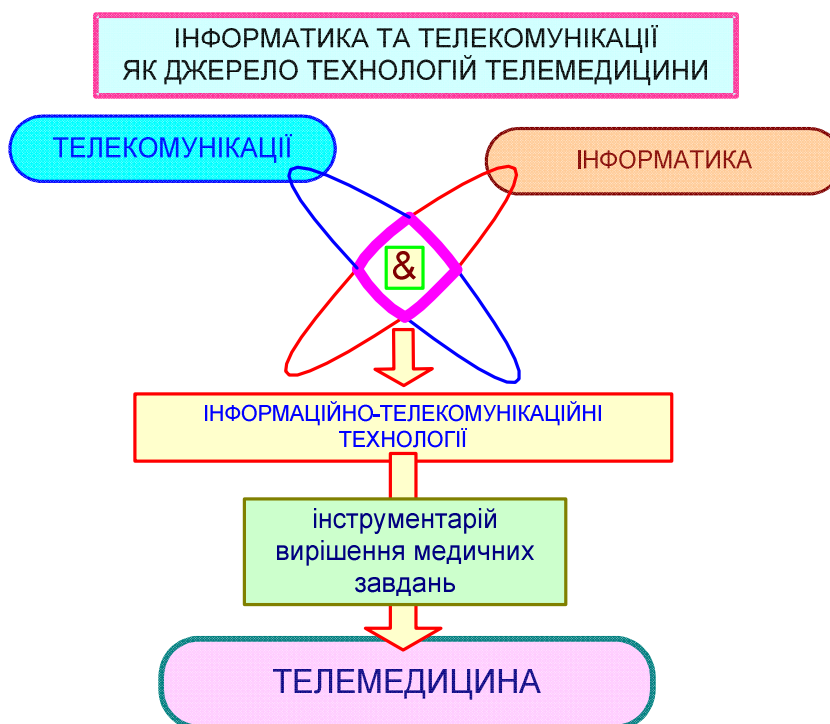 ІНФОРМАТИКА ТА ТЕЛЕКОМУНІКАЦІЇ
ЯК ДЖЕРЕЛО ТЕХНОЛОГІЙ ТЕЛЕМЕДИЦИНИ
ТЕЛЕКОМУНІКАЦІЇ
ІНФОРМАТИКА
&
ІНФОРМАЦІЙНО-ТЕЛЕКОМУНІКАЦІЙНІ
ТЕХНОЛОГІЇ
інструментарій
вирішення медичних
завдань
ТЕЛЕМЕДИЦИНА